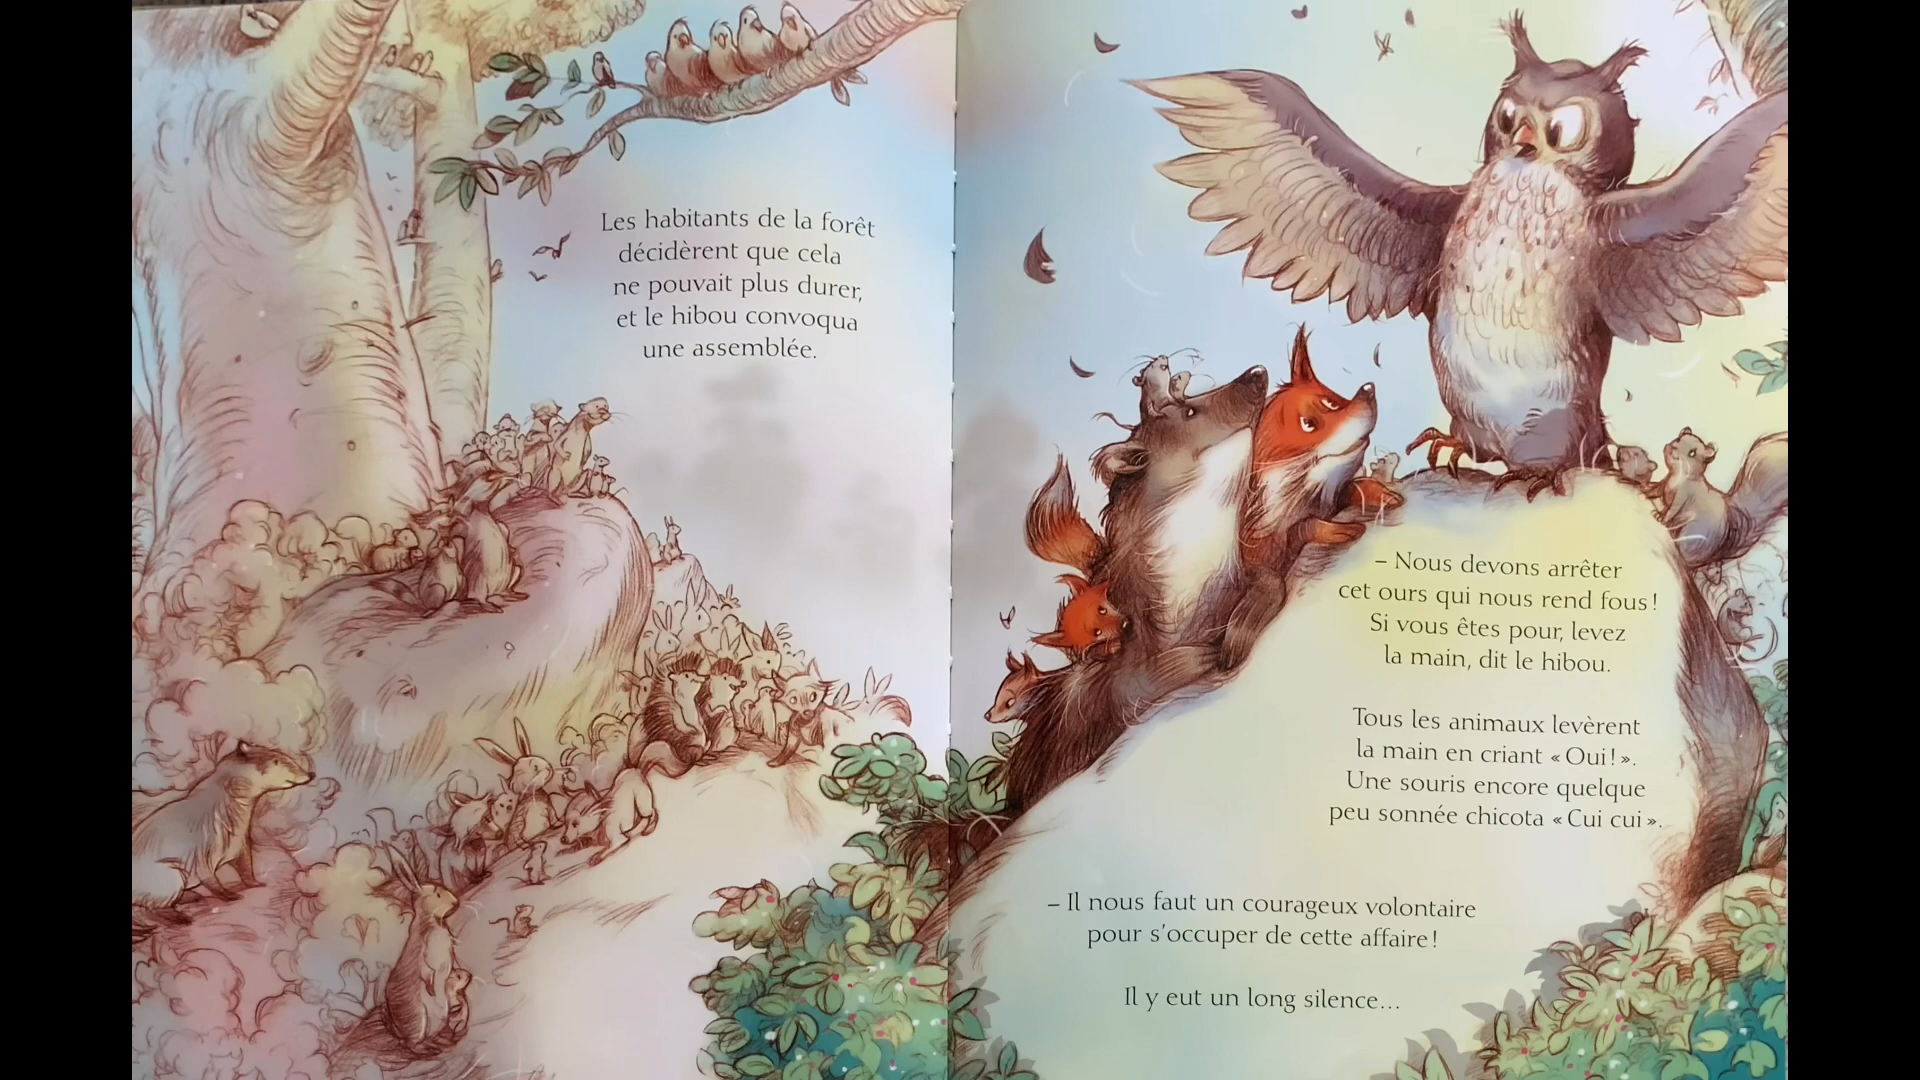 Les habitants de la forêt
décidèrent que cela
ne pouvait plus durer,
et le hibou convoqua
une assemblée.
– Nous devons arrêter
cet ours qui nous rend fous !
Si vous êtes pour, levez
la main, dit le hibou.
Tous les animaux levèrent
la main en criant « Oui ! ».
Une souris encore quelque
peu sonnée chicota « Cui cui ».
– Il nous faut un courageux volontaire
pour s'occuper de cette affaire !
Il y eut un long silence...